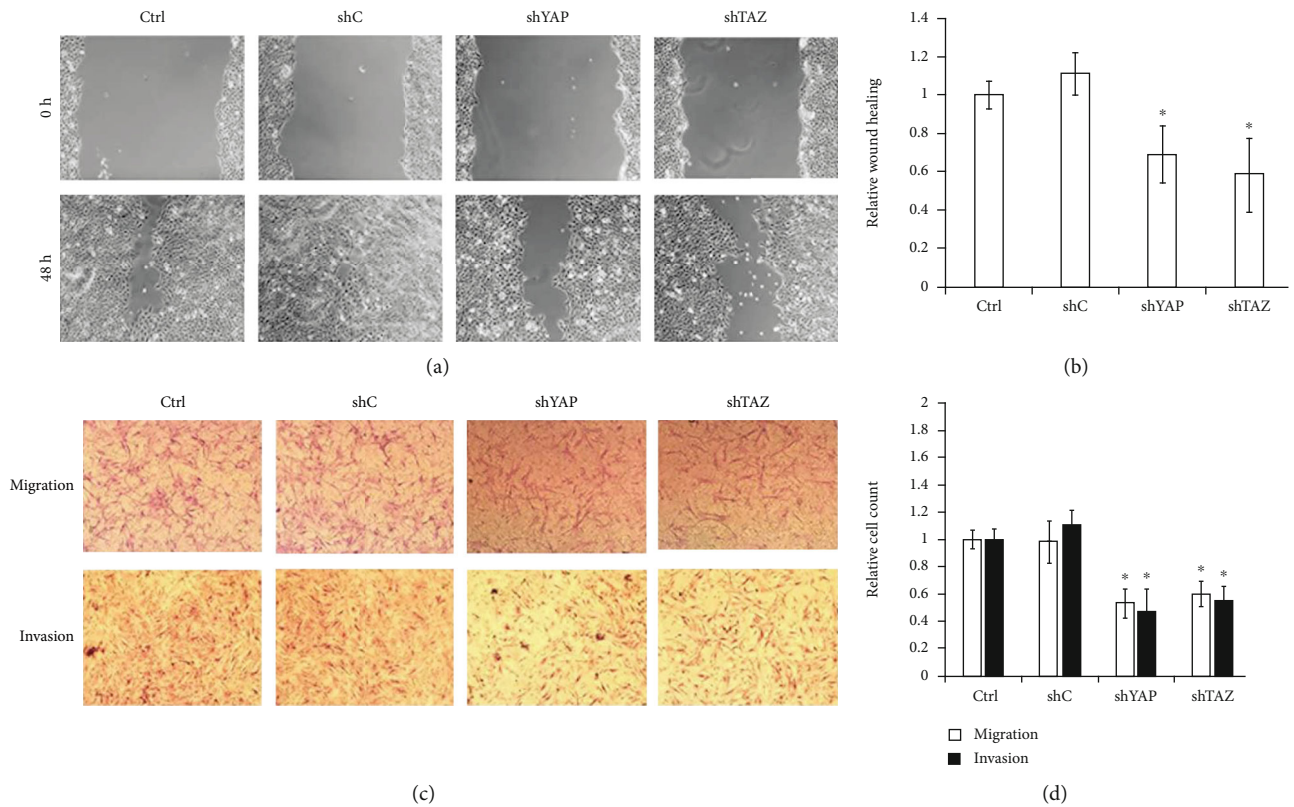 Ctrl shC shYAP shTAZ
0 h
48 h
(a)
1.4
1.2
1
0.8
0.6
0.4
0.2
0
Relative wound healing
* *
Ctrl shC shYAP shTAZ
(b)
Ctrl shC shYAP shTAZ
Migration
Invasion
(c)
2
1.8
1.6
1.4
1.2
1
0.8
0.6
0.4
0.2
0
Relative cell count
* * * *
Ctrl shC shYAP shTAZ
Migration
Invasion
(d)